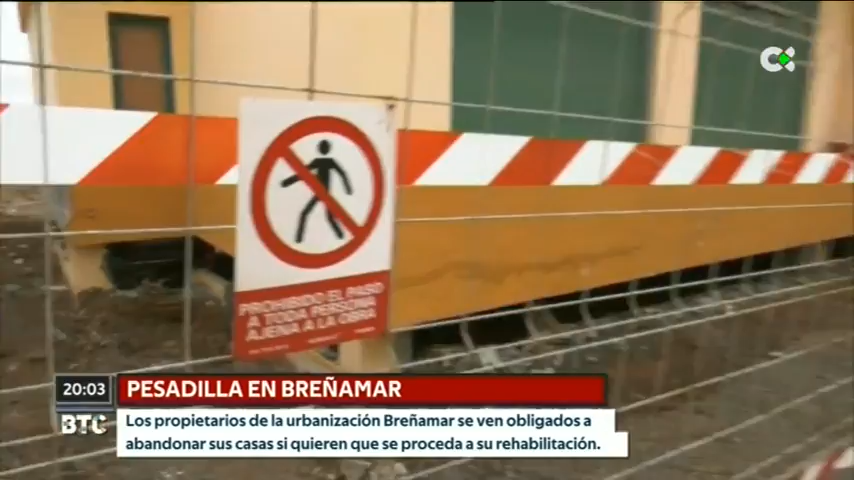 PROHIBIDO EL PASO
A TODA PERSONA
AJENA A LA OBRA
20:03
PESADILLA EN BREÑAMAR
BTC
Los propietarios de la urbanización Breñamar se ven obligados a
abandonar sus casas si quieren que se proceda a su rehabilitación.